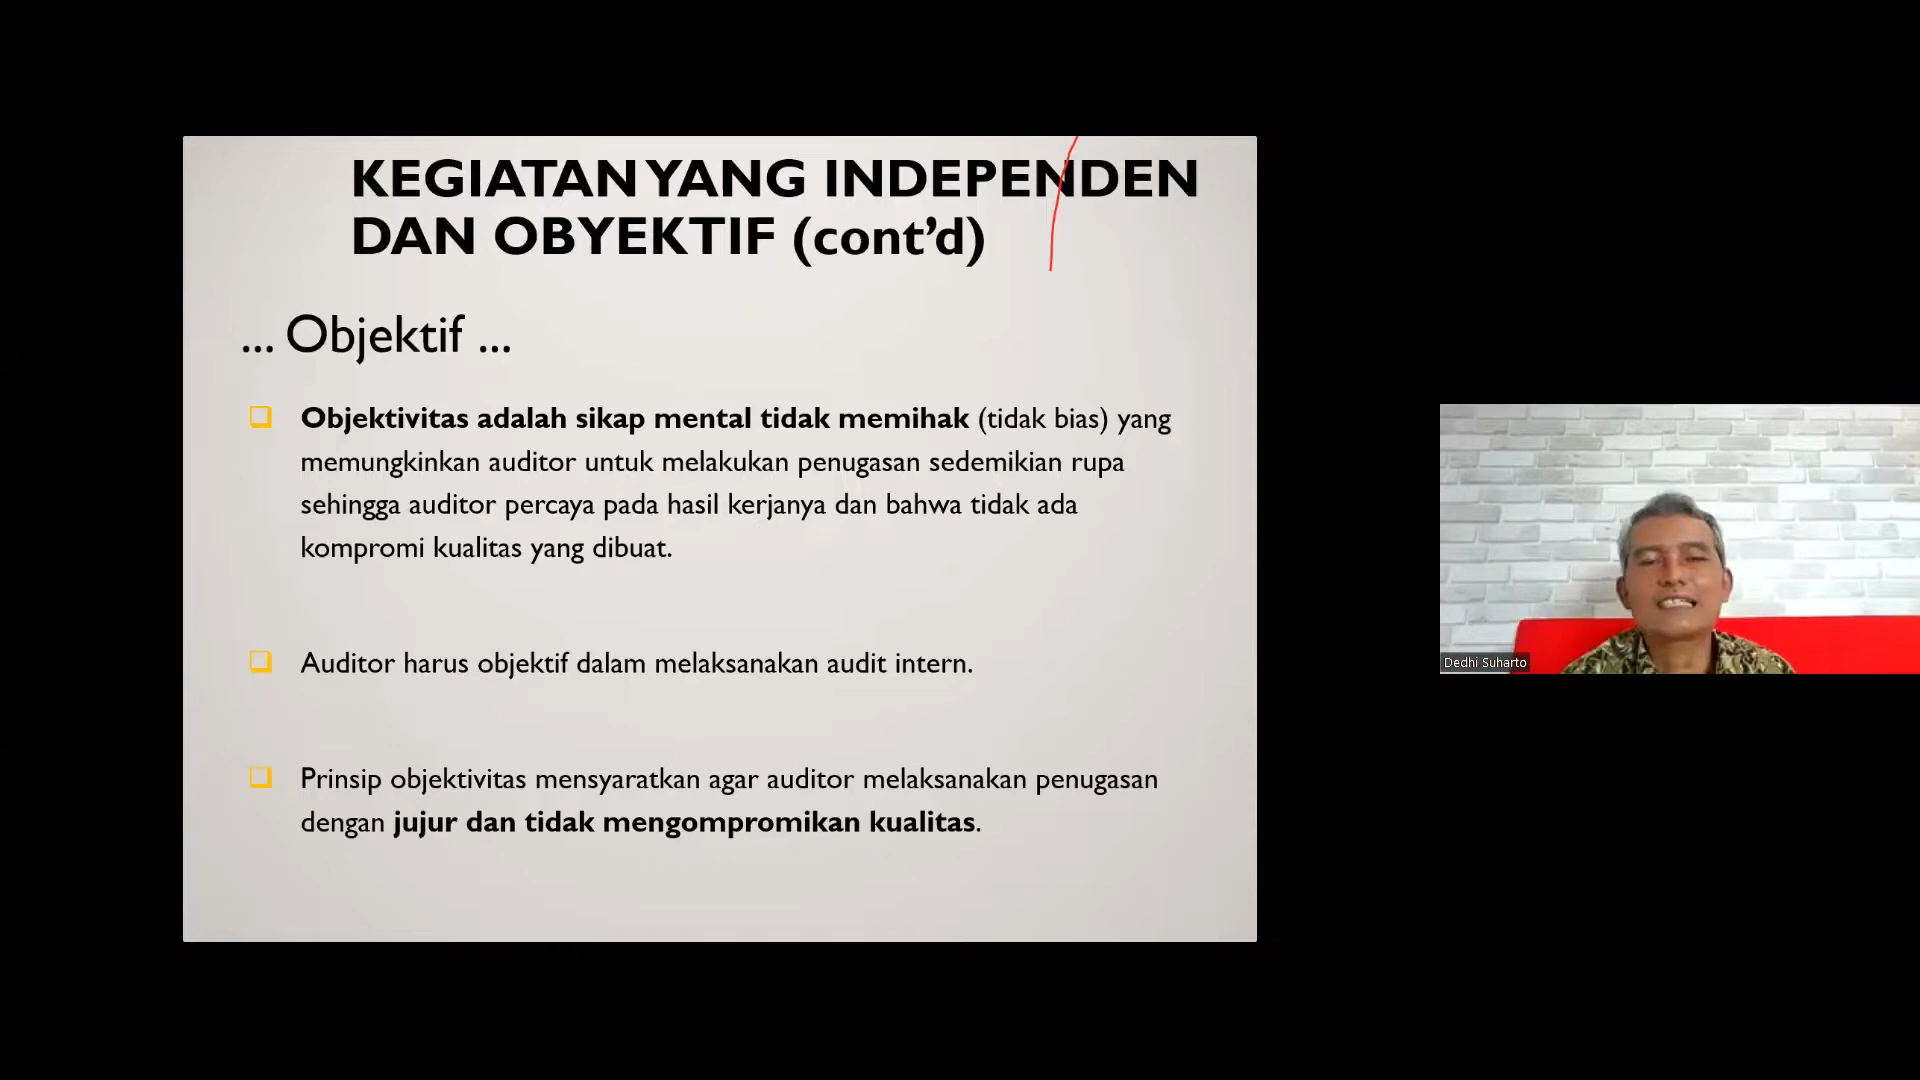 KEGIATAN YANG INDEPENDEN
DAN OBYEKTIF (cont’d)
... Objektif ...
Objektivitas adalah sikap mental tidak memihak (tidak bias) yang
memungkinkan auditor untuk melakukan penugasan sedemikian rupa
sehingga auditor percaya pada hasil kerjanya dan bahwa tidak ada
kompromi kualitas yang dibuat.
Auditor harus objektif dalam melaksanakan audit intern.
Prinsip objektivitas mensyaratkan agar auditor melaksanakan penugasan
dengan jujur dan tidak mengompromikan kualitas.
Dedhi Suharto